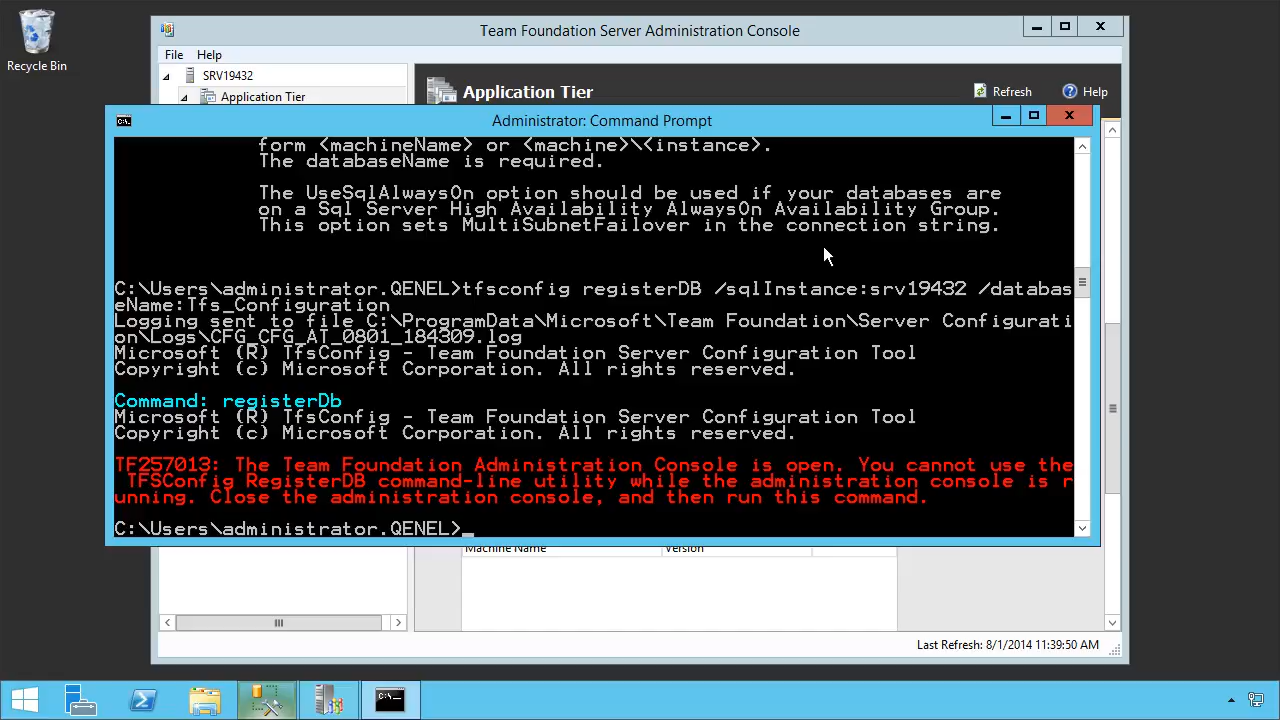 Recycle Bin
Team Foundation Server Administration Console
File Help
SRV19432
Application Tier
Application Tier
Refresh
Help
Administrator: Command Prompt
form <machineName> or <machine>\<instance>.
The databaseName is required.
The UseSqlAlwaysOn option should be used if your databases are
on a Sql Server High Availability AlwaysOn Availability Group.
This option sets MultiSubnetFailover in the connection string.
C:\Users\administrator.QENEL>tfsconfig registerDB /sqlInstance:srv19432 /databas
eName:Tfs_Configuration
Logging sent to file C:\ProgramData\Microsoft\Team Foundation\Server Configurati
on\Logs\CFG_CFG_AT_0801_184309.log
Microsoft (R) TfsConfig - Team Foundation Server Configuration Tool
Copyright (c) Microsoft Corporation. All rights reserved.
Command: registerDb
Microsoft (R) TfsConfig - Team Foundation Server Configuration Tool
Copyright (c) Microsoft Corporation. All rights reserved.
TF257013: The Team Foundation Administration Console is open. You cannot use the
TFSConfig RegisterDB command-line utility while the administration console is r
unning. Close the administration console, and then run this command.
C:\Users\administrator.QENEL>_
Machine Name Version
Last Refresh: 8/1/2014 11:39:50 AM